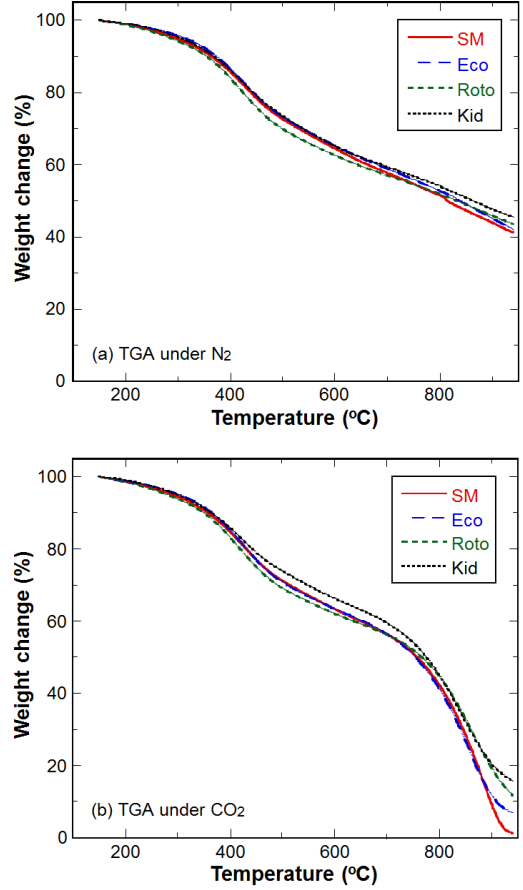 100
80
60
40
20
0
Weight change (%)
SM
Eco
Roto
Kid
(a) TGA under N2
200
400
600
800
Temperature (ºC)
100
80
60
40
20
0
Weight change (%)
SM
Eco
Roto
Kid
(b) TGA under CO2
200
400
600
800
Temperature (ºC)